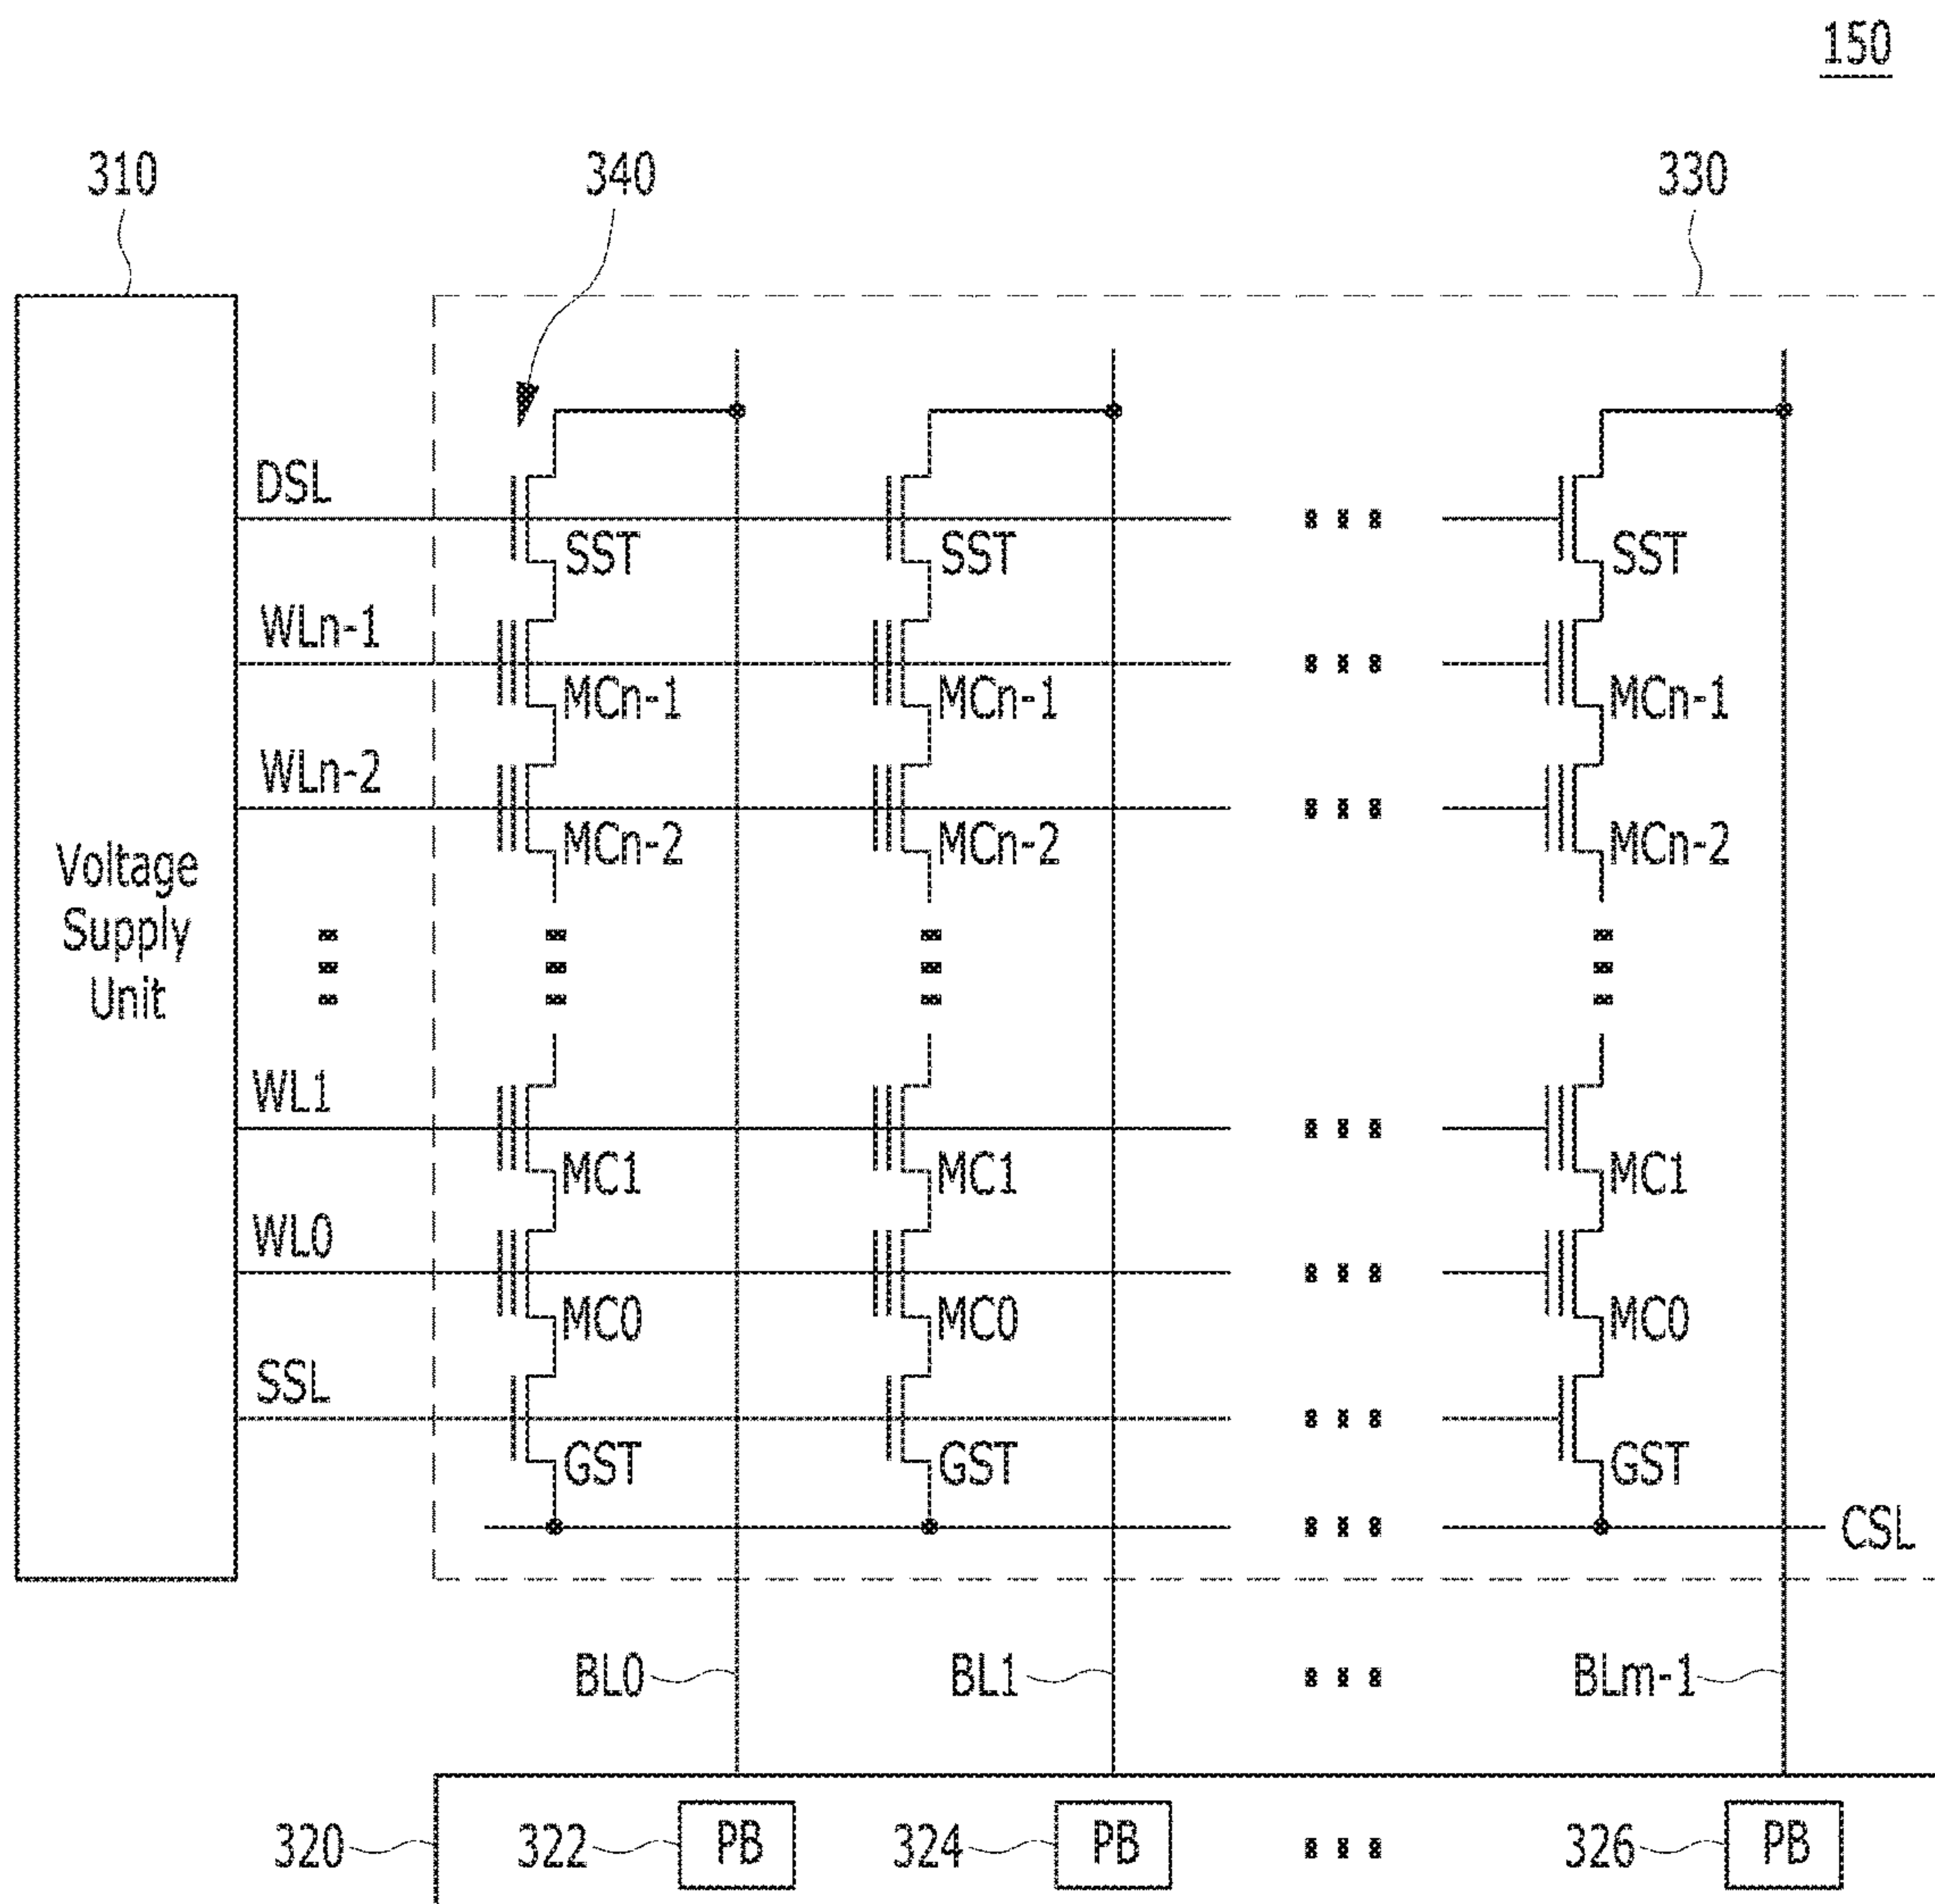 150
310
340
330
DSL
SST
SST
SST
WLn-1
MCn-1
MCn-1
MCn-1
WLn-2
MCn-2
MCn-2
MCn-2
Voltage
Supply
Unit
WL1
MC1
MC1
MC1
WL0
MC0
MC0
MC0
SSL
GST
GST
GST
CSL
BL0
BL1
BLm-1
320
322
PB
324
PB
326
PB